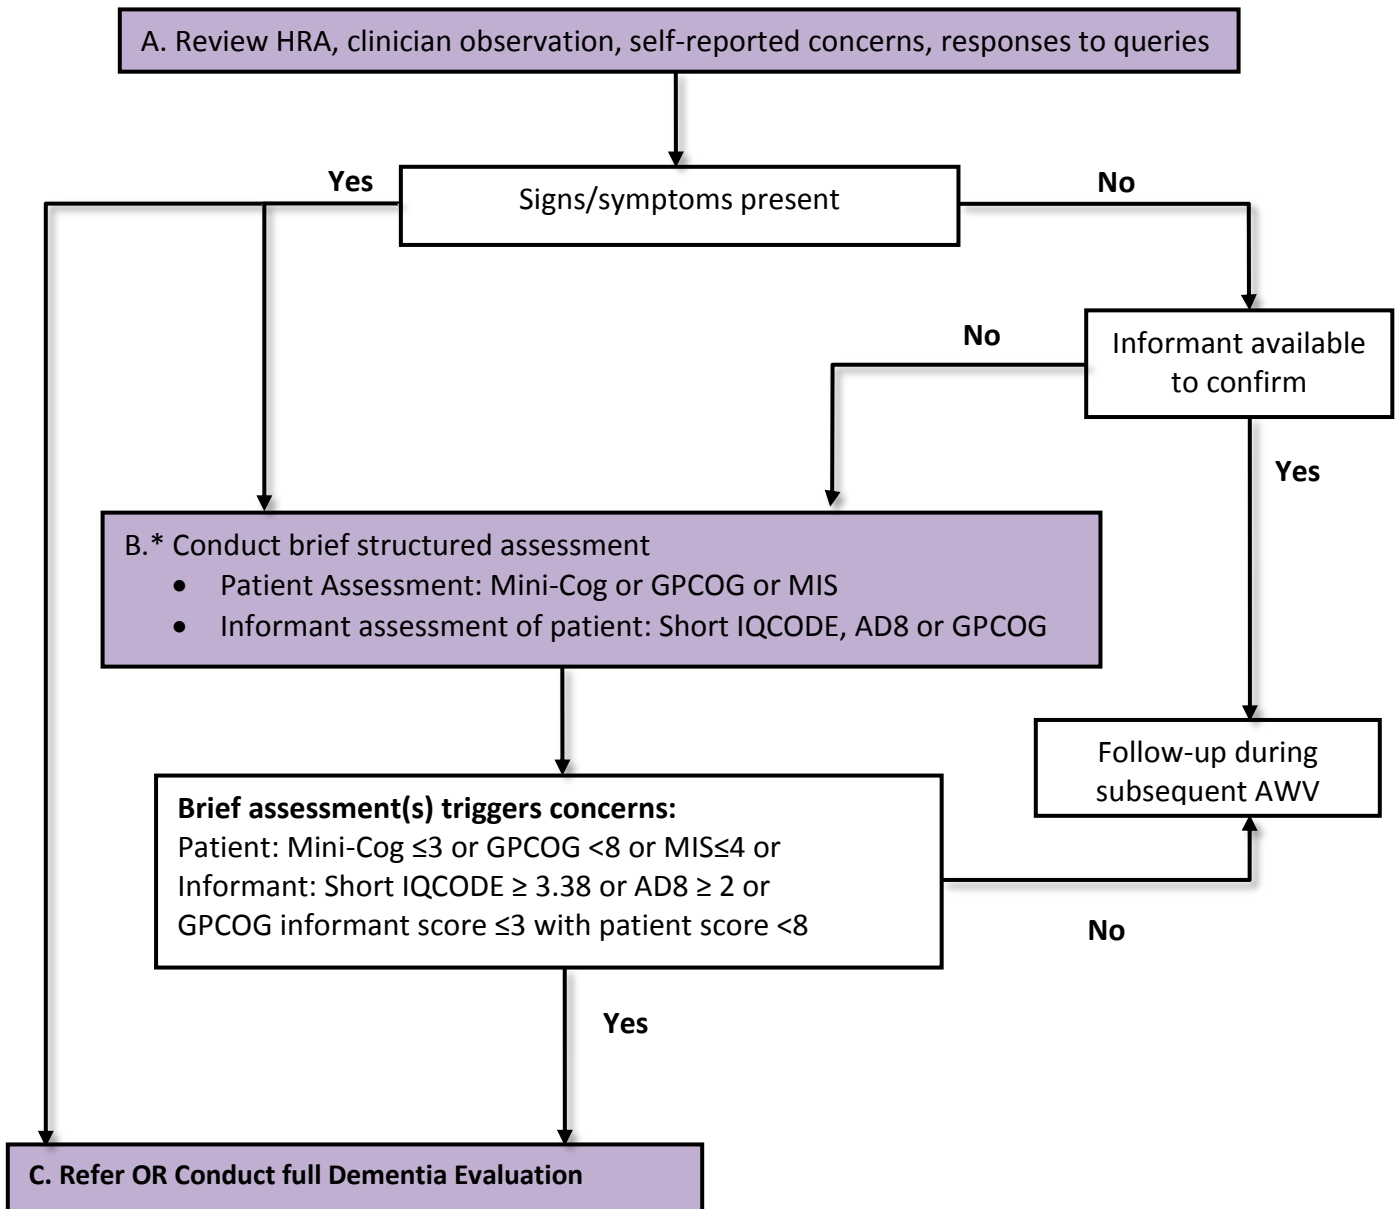 A. Review HRA, clinician observation, self-reported concerns, responses to queries
Yes
Signs/symptoms present
No
No
Informant available
to confirm
Yes
B.* Conduct brief structured assessment
• Patient Assessment: Mini-Cog or GPCOG or MIS
• Informant assessment of patient: Short IQCODE, AD8 or GPCOG
Follow-up during
subsequent AWV
Brief assessment(s) triggers concerns:
Patient: Mini-Cog ≤3 or GPCOG <8 or MIS≤4 or
Informant: Short IQCODE ≥ 3.38 or AD8 ≥ 2 or
GPCOG informant score ≤3 with patient score <8
No
Yes
C. Refer OR Conduct full Dementia Evaluation